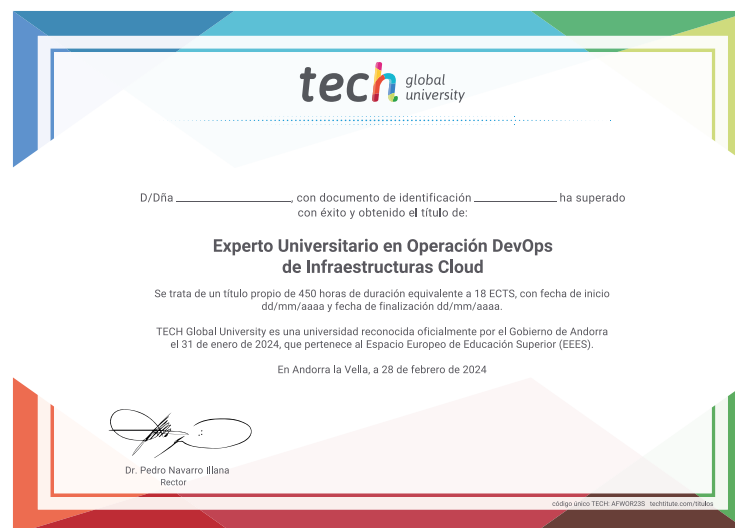 tech global university
D/Dña ____________________, con documento de identificación ______________ ha superado
con éxito y obtenido el título de:
Experto Universitario en Operación DevOps
de Infraestructuras Cloud
Se trata de un título propio de 450 horas de duración equivalente a 18 ECTS, con fecha de inicio
dd/mm/aaaa y fecha de finalización dd/mm/aaaa.
TECH Global University es una universidad reconocida oficialmente por el Gobierno de Andorra
el 31 de enero de 2024, que pertenece al Espacio Europeo de Educación Superior (EEES).
En Andorra la Vella, a 28 de febrero de 2024
Dr. Pedro Navarro Illana
Rector
código único TECH: AFWOR23S techtitute.com/títulos